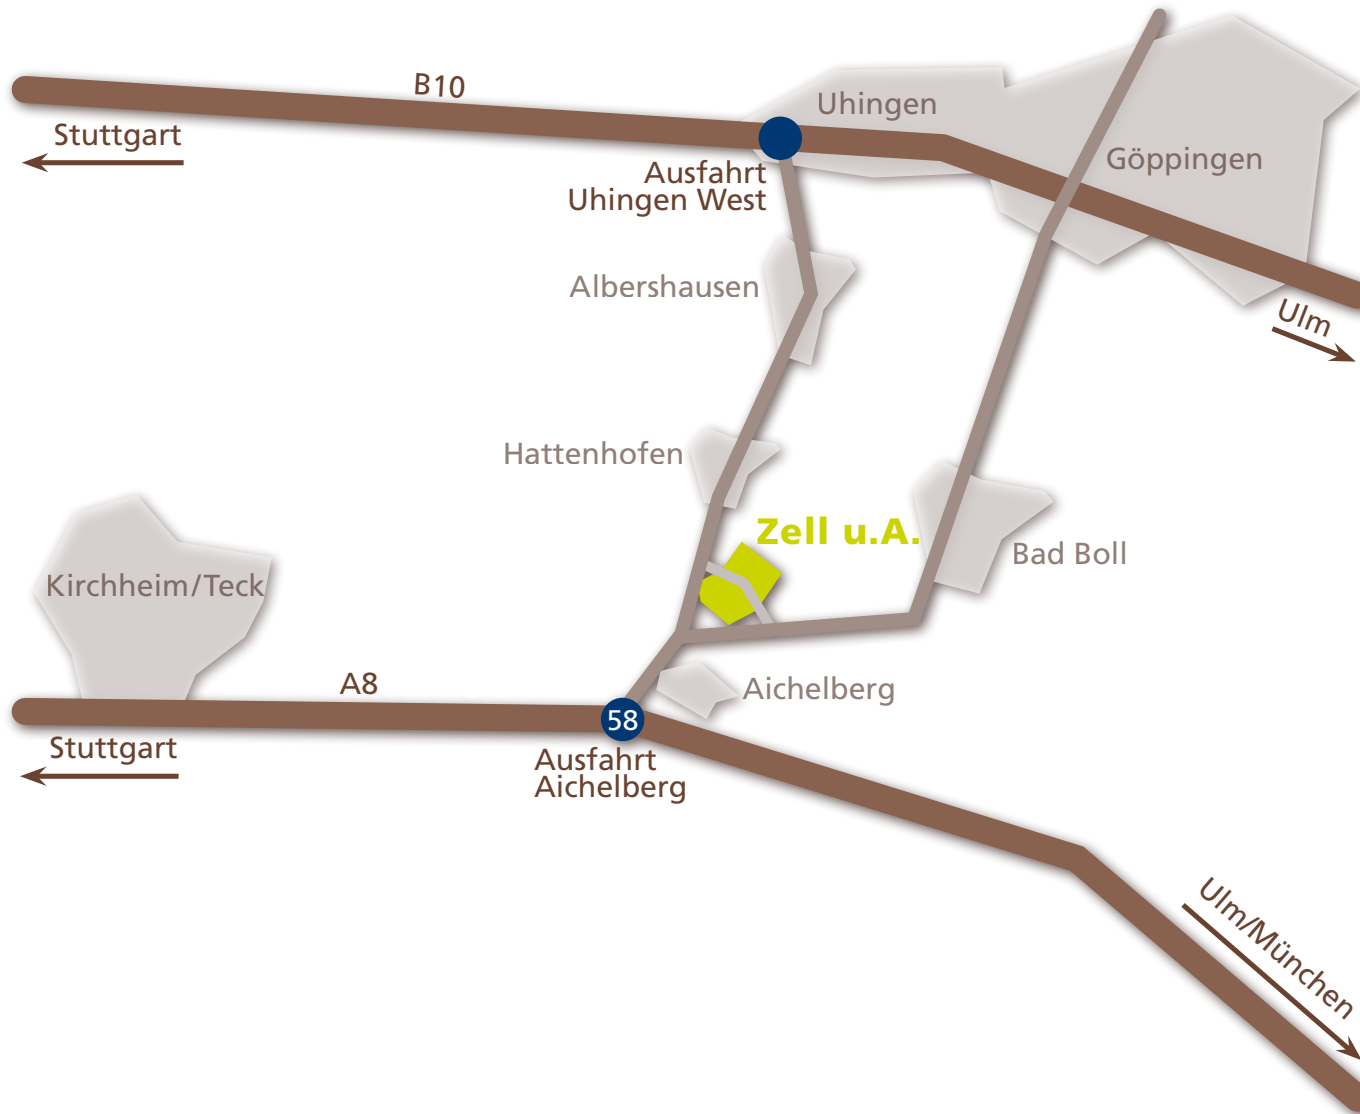 B10
Stuttgart
Uhingen
Göppingen
Ausfahrt
Uhingen West
Albershausen
Ulm
Hattenhofen
Zell u.A.
Bad Boll
Kirchheim/Teck
A8
Aichelberg
58
Stuttgart
Ausfahrt
Aichelberg
Ulm/München